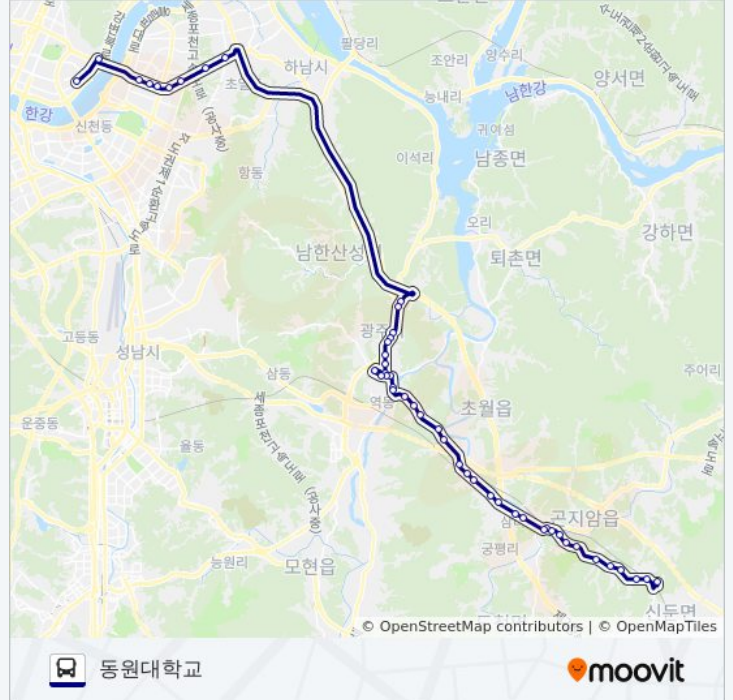 팔당리
하남시
조안리
양수리
양서면
능내리
남한강
한강
신천동
귀여섬
이석리
남종면
항동
오리
강하면
남한산성
퇴촌면
광주
고등동
성남시
삼동
주어리
역동
초월읍
운중동
율동
곤지암읍
궁평리
능원리
모현읍
신둔면
© OpenStreetMap contributors | © OpenMapTiles
동원대학교
moovit